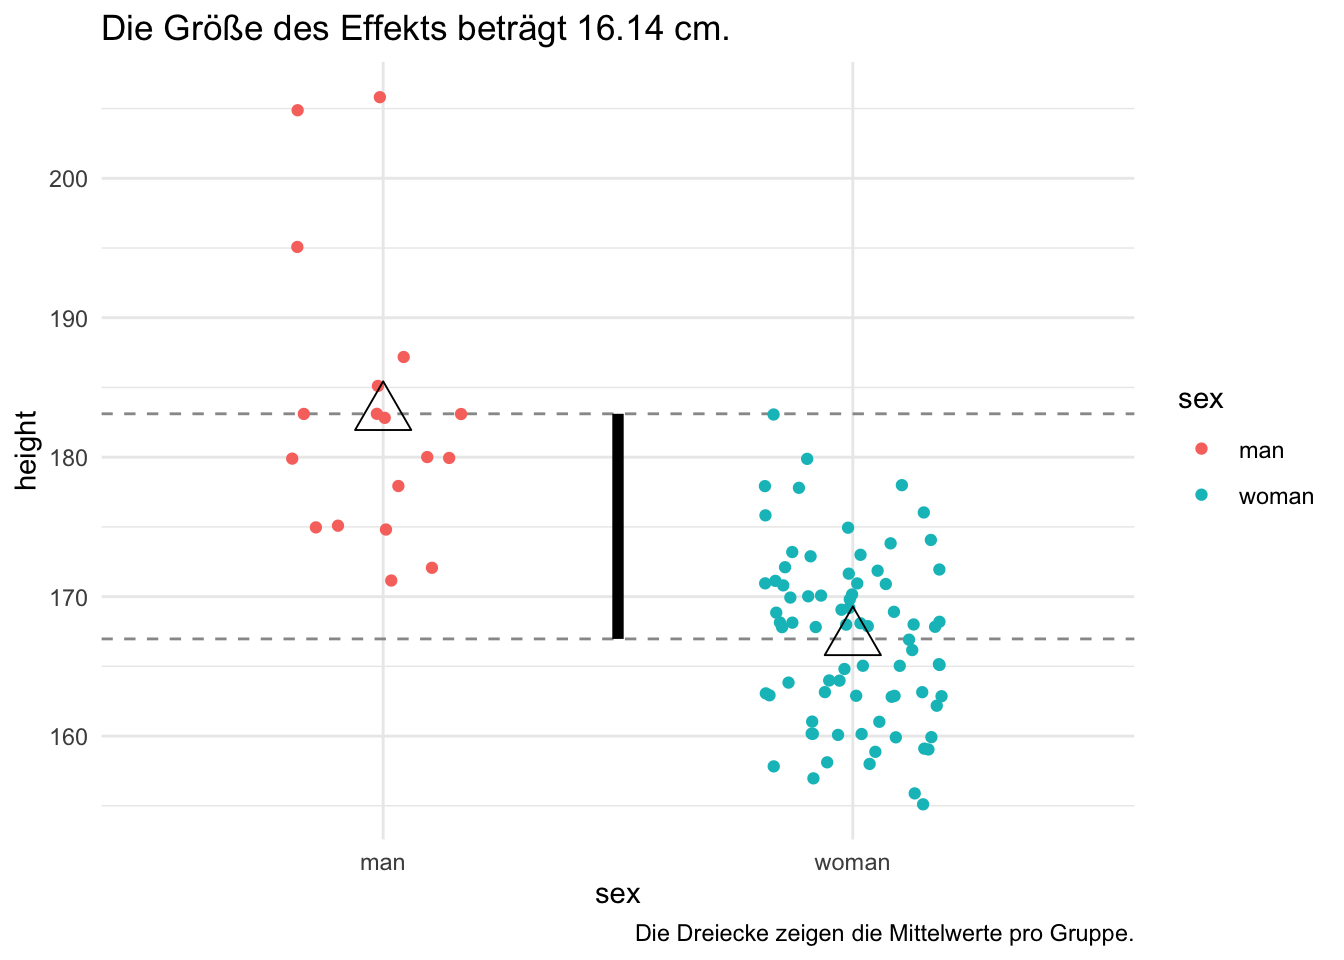 Die Größe des Effekts beträgt 16.14 cm.
200
190
180
170
160
height
man
woman
sex
sex
man
woman
Die Dreiecke zeigen die Mittelwerte pro Gruppe.